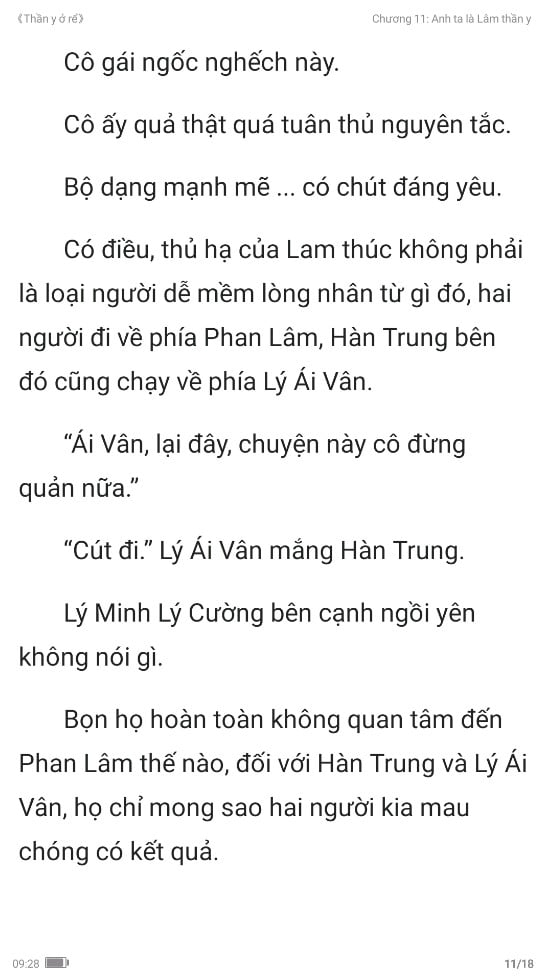 《Thần y ở rể》
Chương 11: Anh ta là Lâm thần y
Cô gái ngốc nghếch này.
Cô ấy quả thật quá tuân thủ nguyên tắc.
Bộ dạng mạnh mẽ ... có chút đáng yêu.
Có điều, thủ hạ của Lam thúc không phải
là loại người dễ mềm lòng nhân từ gì đó, hai
người đi về phía Phan Lâm, Hàn Trung bên
đó cũng chạy về phía Lý Ái Vân.
“Ái Vân, lại đây, chuyện này cô đừng
quản nữa.”
“Cút đi.” Lý Ái Vân mắng Hàn Trung.
Lý Minh Lý Cường bên cạnh ngồi yên
không nói gì.
Bọn họ hoàn toàn không quan tâm đến
Phan Lâm thế nào, đối với Hàn Trung và Lý Ái
Vân, họ chỉ mong sao hai người kia mau
chóng có kết quả.
09:28
11/18